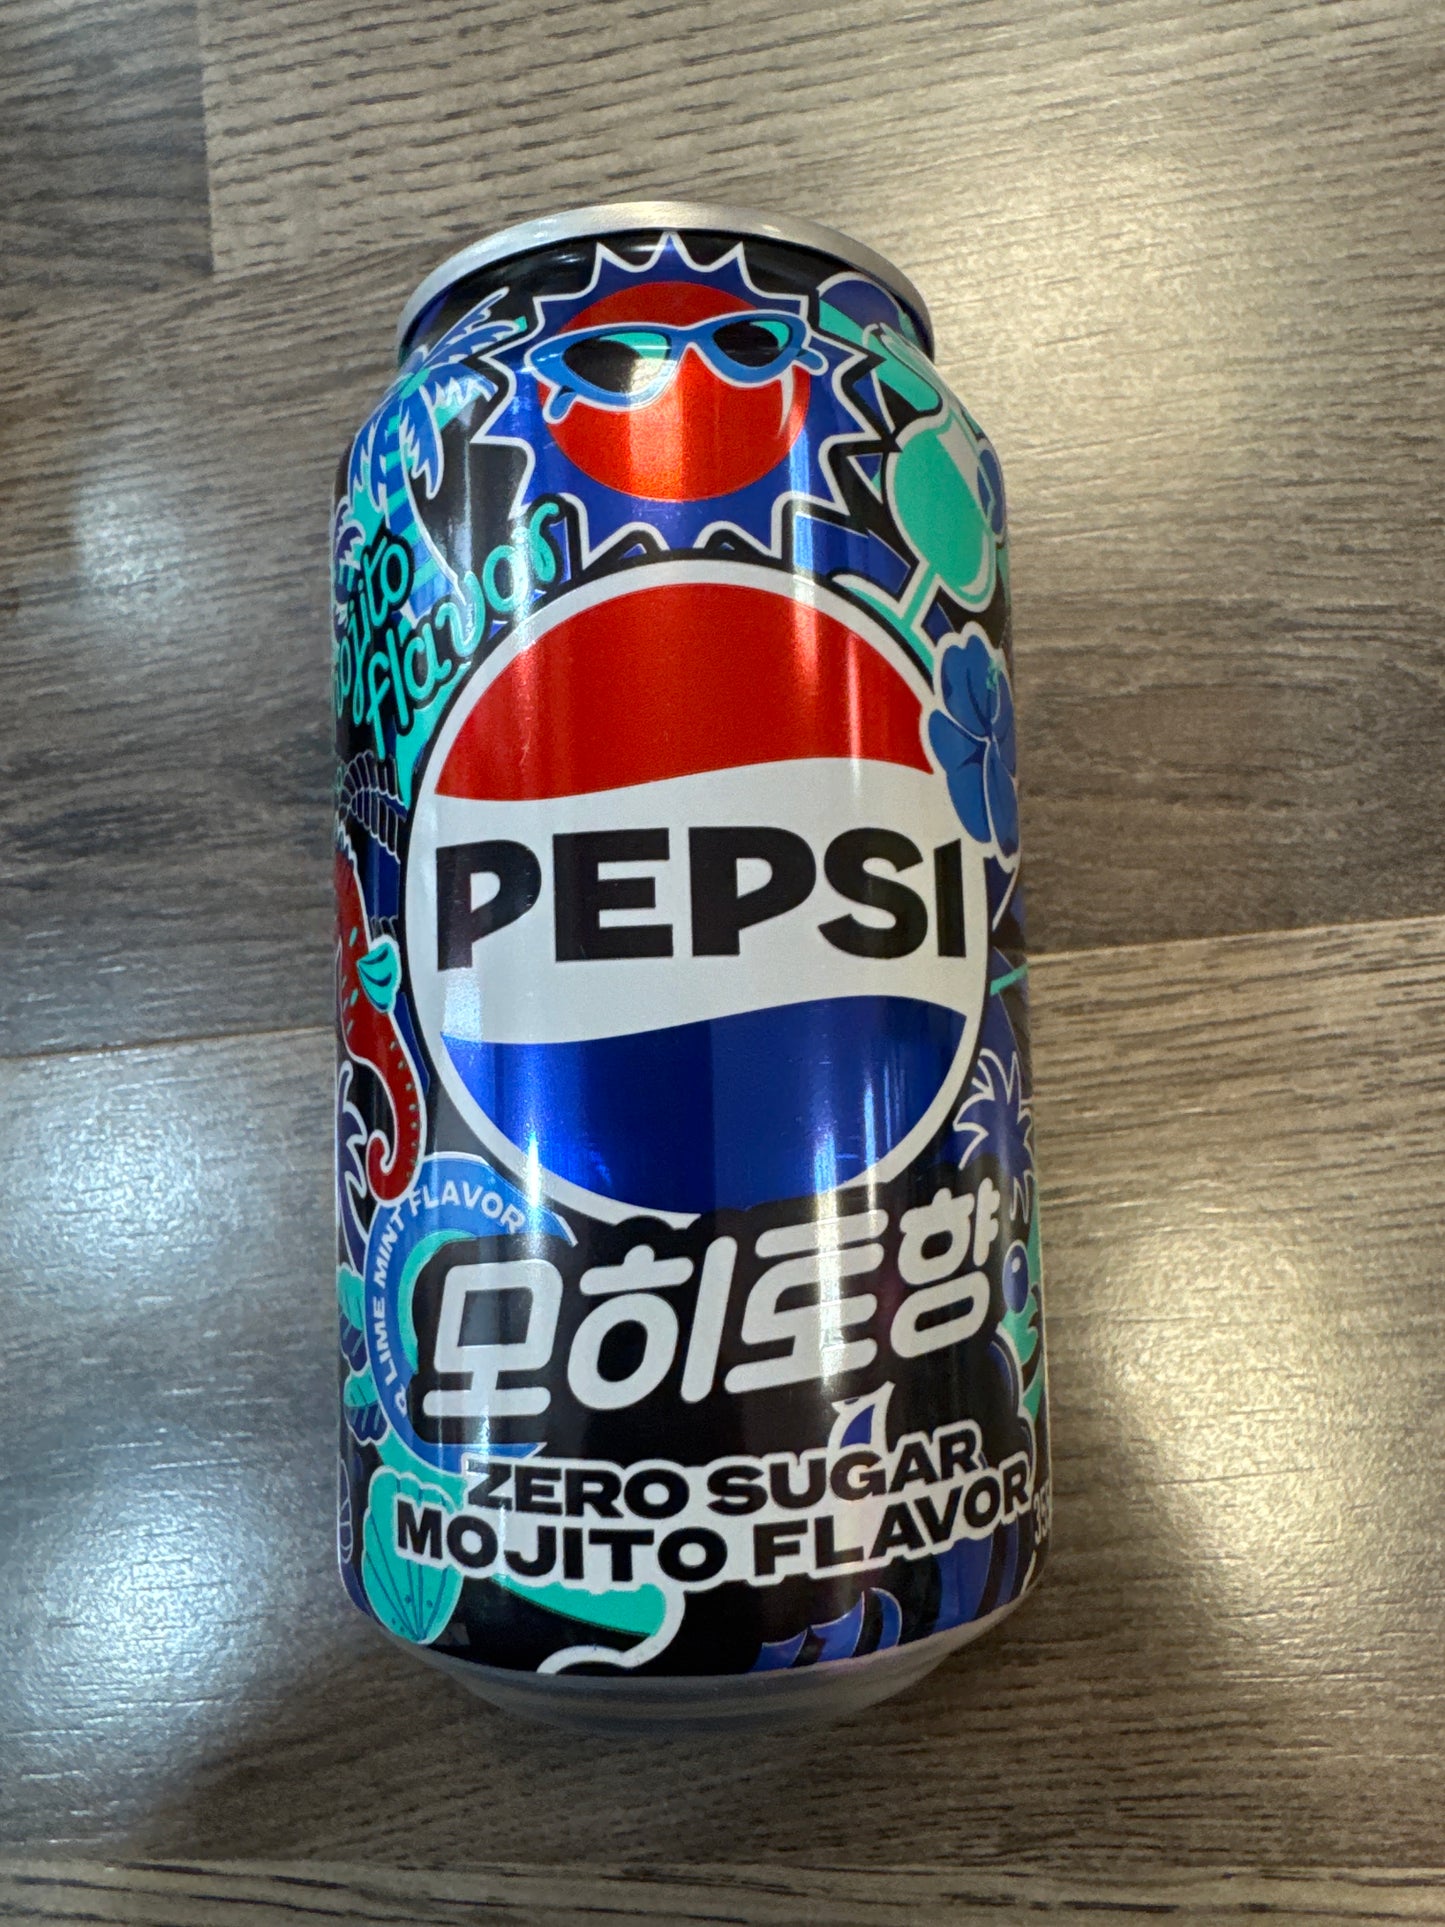 flavor
PEPSI
LIME MINT FLAVOR
모히토향
ZERO SUGAR
MOJITO FLAVOR